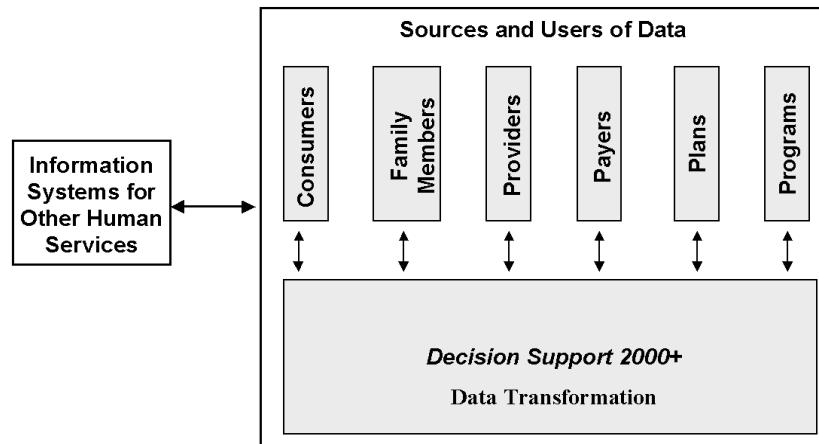 Sources and Users of Data
Information
Systems for
Other Human
Services
Consumers
Family
Members
Providers
Payers
Plans
Programs
Decision Support 2000+
Data Transformation